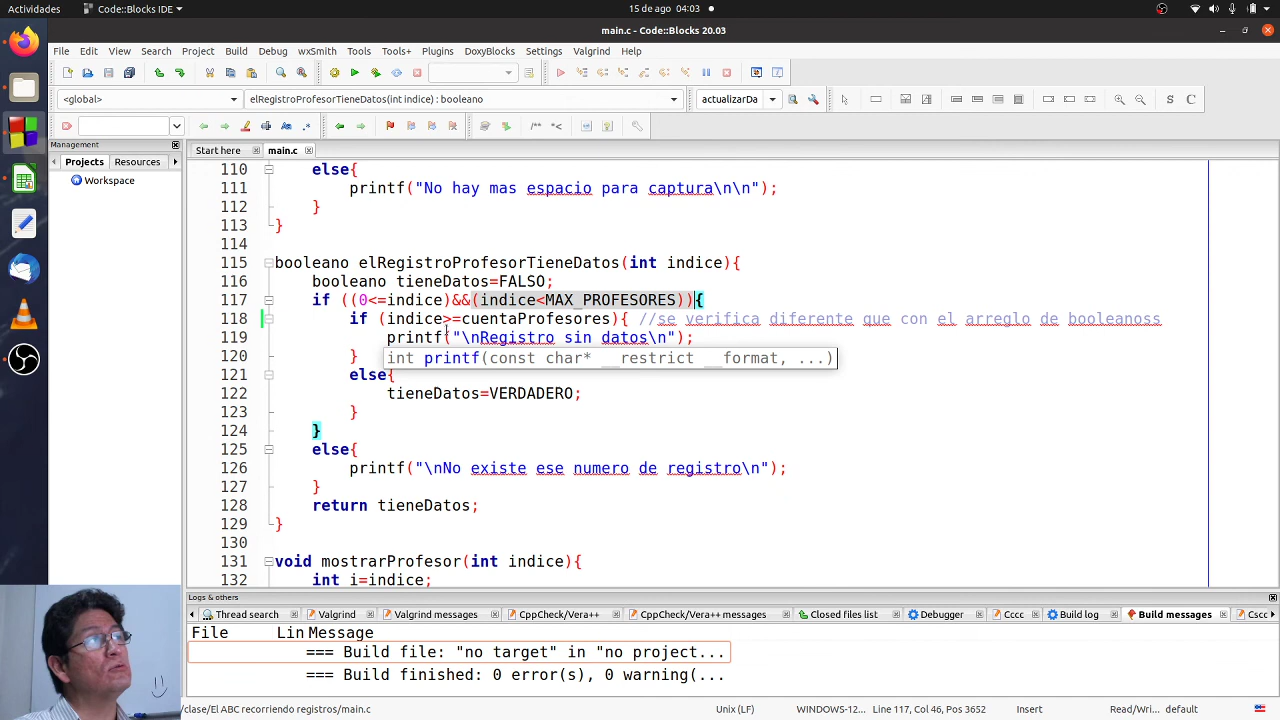 Actividades Code::Blocks IDE 15 de ago 04:03
main.c - Code::Blocks 20.03
File Edit View Search Project Build Debug wxSmith Tools Tools+ Plugins DoxyBlocks Settings Valgrind Help
<global> elRegistroProfesorTieneDatos(int indice) : booleano actualizarDa
/** *<
Management
Start here main.c
Projects Resources
Workspace
110 else{
111 printf("No hay mas espacio para captura\n\n");
112 }
113 }
114
115 booleano elRegistroProfesorTieneDatos(int indice){
116 booleano tieneDatos=FALSO;
117 if ((0<=indice)&&(indice<MAX_PROFESORES)){
118 if (indice>=cuentaProfesores){ //se verifica diferente que con el arreglo de booleanoss
119 printf("\nRegistro sin datos\n");
120 }
int printf(const char* __restrict __format, ...)
121 else{
122 tieneDatos=VERDADERO;
123 }
124 }
125 else{
126 printf("\nNo existe ese numero de registro\n");
127 }
128 return tieneDatos;
129 }
130
131 void mostrarProfesor(int indice){
132 int i=indice;
Logs & others
Thread search Valgrind Valgrind messages CppCheck/Vera++ CppCheck/Vera++ messages Closed files list Debugger Cccc Build log Build messages Cscc
File Lin Message
=== Build file: "no target" in "no project...
=== Build finished: 0 error(s), 0 warning(...
/clase/El ABC recorriendo registros/main.c Unix (LF) WINDOWS-12... Line 117, Col 46, Pos 3652 Insert Read/Wri... default